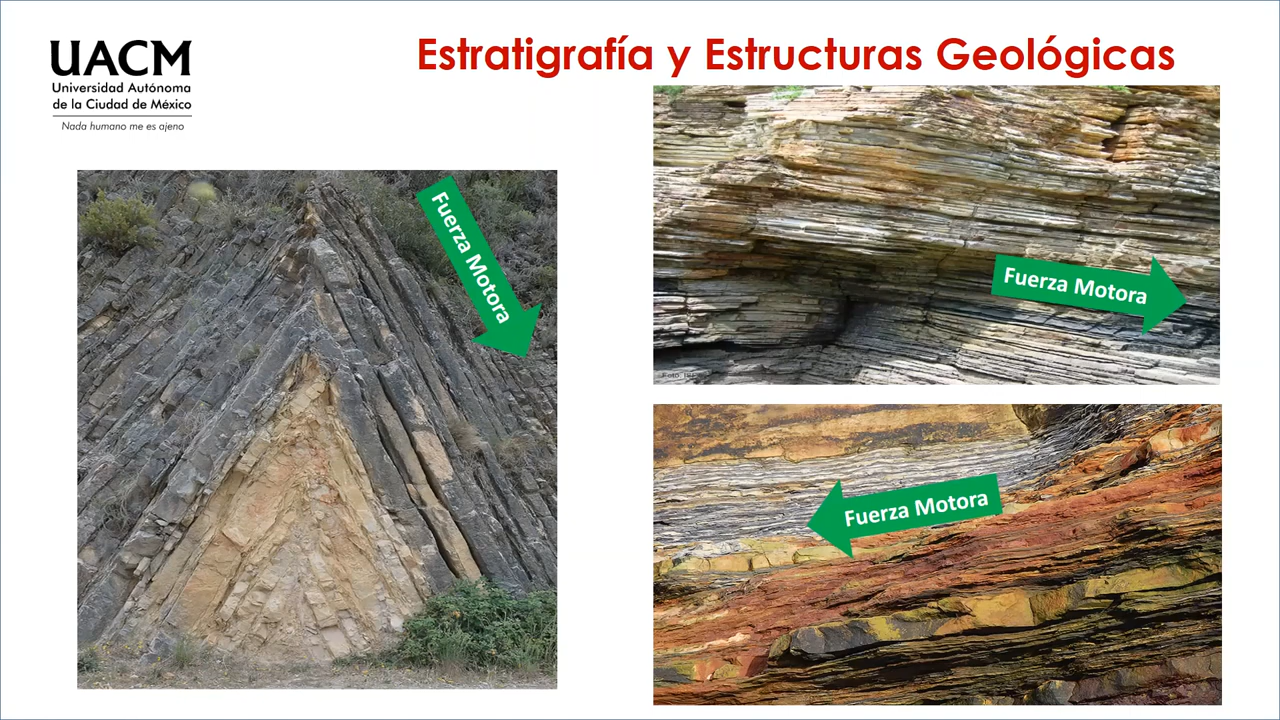 UACM
Universidad Autónoma
de la Ciudad de México
Nada humano me es ajeno
Estratigrafía y Estructuras Geológicas
Fuerza Motora
Fuerza Motora
Fuerza Motora